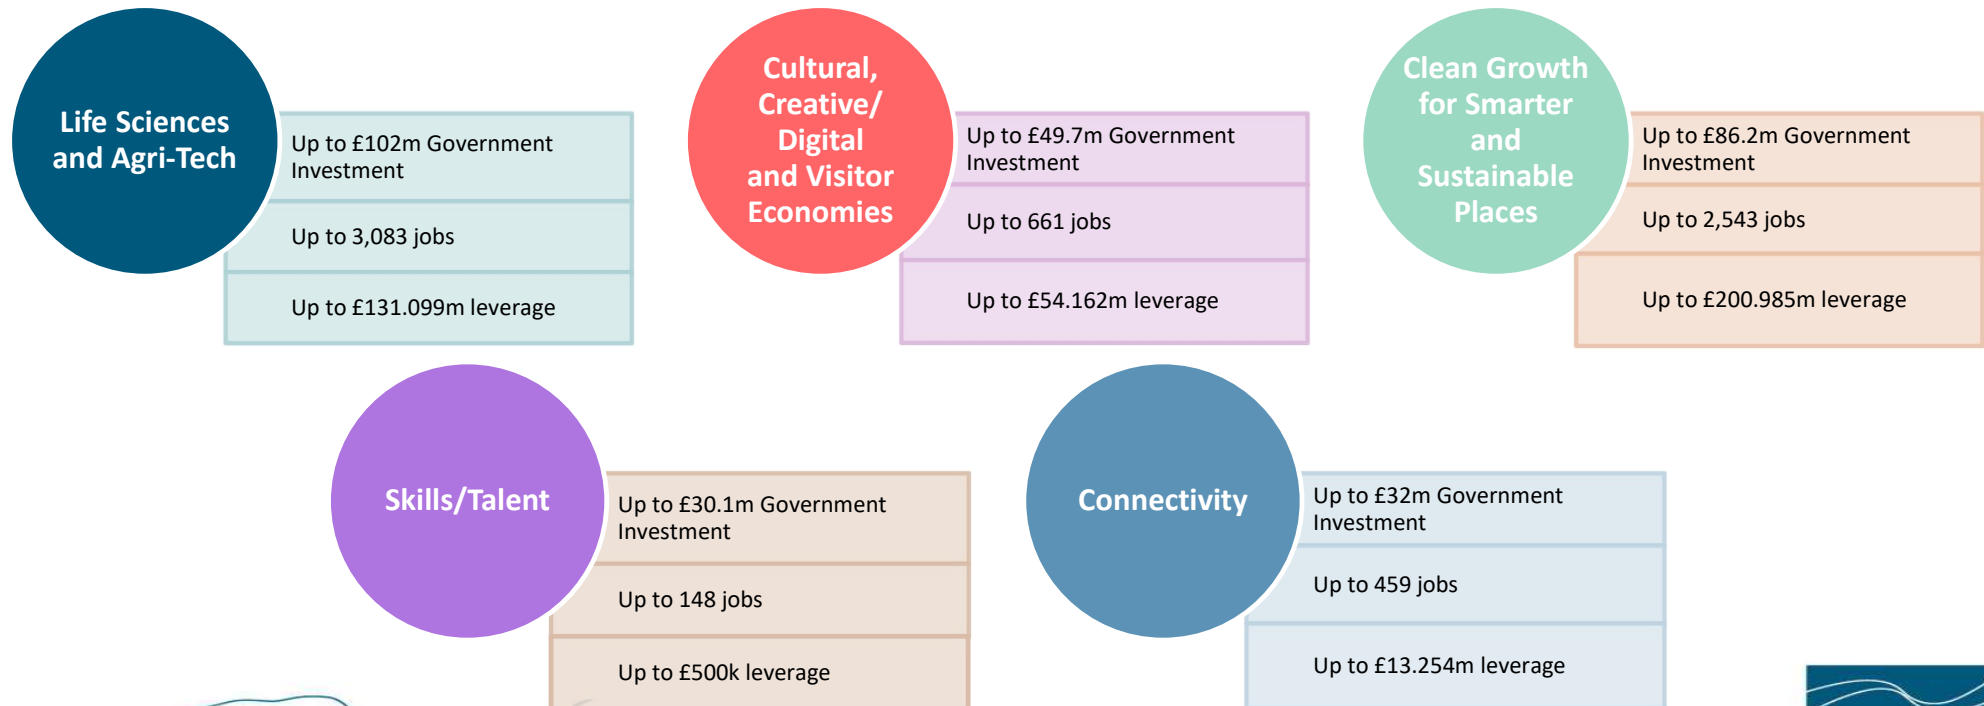 Life Sciences
and Agri-Tech
Up to £102m Government
Investment
Up to 3,083 jobs
Up to £131.099m leverage
Cultural,
Creative/
Digital
and Visitor
Economies
Up to £49.7m Government
Investment
Up to 661 jobs
Up to £54.162m leverage
Clean Growth
for Smarter
and
Sustainable
Places
Up to £86.2m Government
Investment
Up to 2,543 jobs
Up to £200.985m leverage
Skills/Talent
Up to £30.1m Government
Investment
Up to 148 jobs
Up to £500k leverage
Connectivity
Up to £32m Government
Investment
Up to 459 jobs
Up to £13.254m leverage